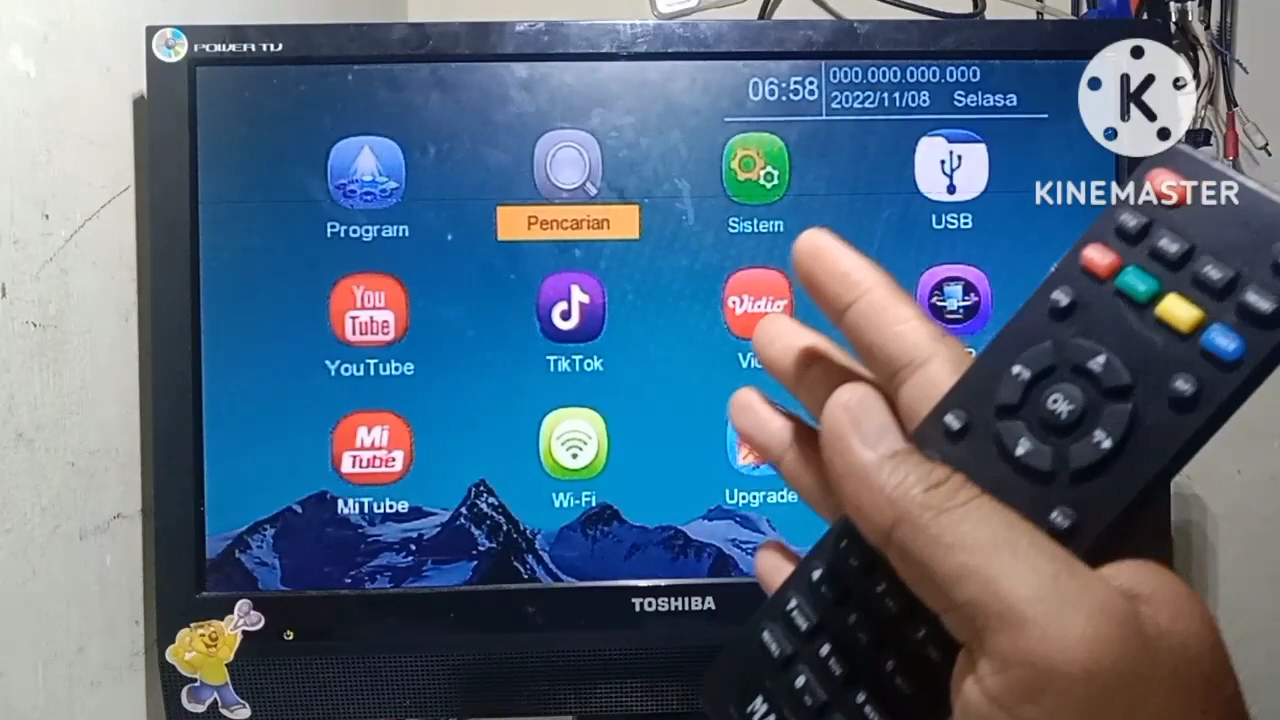 POWER TV
06:58
000.000.000.000
2022/11/08 Selasa
KINEMASTER
Program
Pencarian
Sistem
USB
You
Tube
Vidio
YouTube
TikTok
Mi
Tube
MiTube
Wi-Fi
Upgrade
OK
TOSHIBA